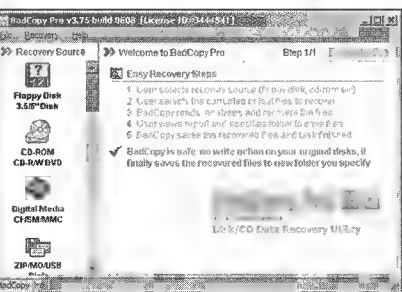 BadCopy Pro v3.75 build 0608 [License ID:3444541]
File Recovery Help
Recovery Source
Welcome to BadCopy Pro
Step 1/1
Easy Recovery Steps
Floppy Disk
3.5/5" Disk
1 User selects recovery source (floppy disk, cd-rom etc)
2 User selects the corrupted or lost files to recover
3 BadCopy reads, analyses and recovers the files
4 User views report and specifies folder to save files
5 BadCopy saves the recovered files and task finished
BadCopy is safe, no write action on your original disks, it
finally saves the recovered files to new folder you specify
CD-ROM
CD-R/W DVD
Digital Media
CF/SM/MMC
Disk/CD Data Recovery Utility
ZIP/MO/USB
Disks
BadCopy